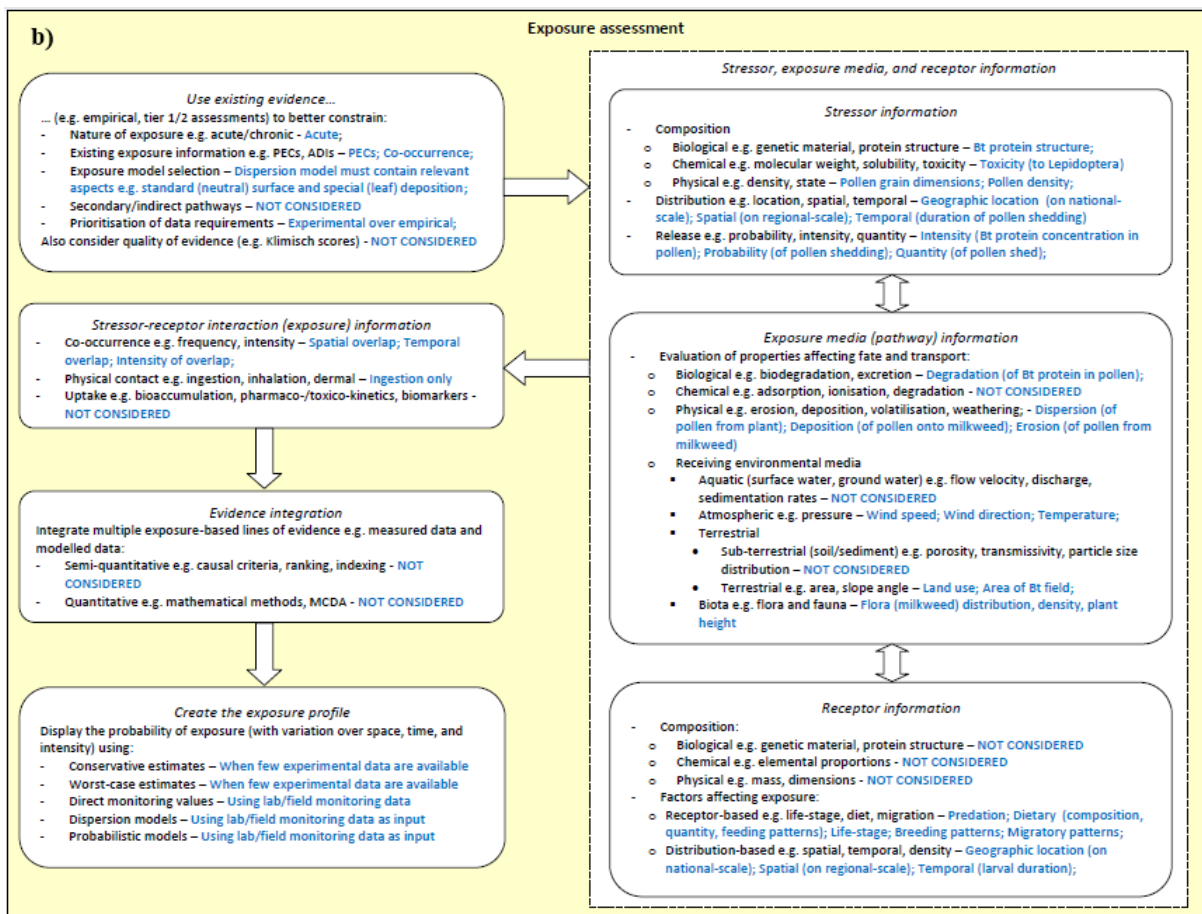 b)
Exposure assessment
Use existing evidence...
... (e.g. empirical, tier 1/2 assessments) to better constrain:
- Nature of exposure e.g. acute/chronic - Acute;
- Existing exposure information e.g. PECs, ADIs – PECs; Co-occurrence;
- Exposure model selection – Dispersion model must contain relevant
aspects e.g. standard (neutral) surface and special (leaf) deposition;
- Secondary/indirect pathways – NOT CONSIDERED
- Prioritisation of data requirements – Experimental over empirical;
Also consider quality of evidence (e.g. Klimisch scores) - NOT CONSIDERED
Stressor-receptor interaction (exposure) information
- Co-occurrence e.g. frequency, intensity – Spatial overlap; Temporal
overlap; Intensity of overlap;
- Physical contact e.g. ingestion, inhalation, dermal – Ingestion only
- Uptake e.g. bioaccumulation, pharmaco-/toxico-kinetics, biomarkers -
NOT CONSIDERED
Evidence integration
Integrate multiple exposure-based lines of evidence e.g. measured data and
modelled data:
- Semi-quantitative e.g. causal criteria, ranking, indexing - NOT
CONSIDERED
- Quantitative e.g. mathematical methods, MCDA – NOT CONSIDERED
Create the exposure profile
Display the probability of exposure (with variation over space, time, and
intensity) using:
- Conservative estimates – When few experimental data are available
- Worst-case estimates – When few experimental data are available
- Direct monitoring values – Using lab/field monitoring data
- Dispersion models – Using lab/field monitoring data as input
- Probabilistic models – Using lab/field monitoring data as input
Stressor, exposure media, and receptor information
Stressor information
- Composition
o Biological e.g. genetic material, protein structure – Bt protein structure;
o Chemical e.g. molecular weight, solubility, toxicity – Toxicity (to Lepidoptera)
o Physical e.g. density, state – Pollen grain dimensions; Pollen density;
- Distribution e.g. location, spatial, temporal – Geographic location (on national-
scale); Spatial (on regional-scale); Temporal (duration of pollen shedding)
- Release e.g. probability, intensity, quantity – Intensity (Bt protein concentration in
pollen); Probability (of pollen shedding); Quantity (of pollen shed);
Exposure media (pathway) information
- Evaluation of properties affecting fate and transport:
o Biological e.g. biodegradation, excretion – Degradation (of Bt protein in pollen);
o Chemical e.g. adsorption, ionisation, degradation - NOT CONSIDERED
o Physical e.g. erosion, deposition, volatilisation, weathering; - Dispersion (of
pollen from plant); Deposition (of pollen onto milkweed); Erosion (of pollen from
milkweed)
o Receiving environmental media
▪ Aquatic (surface water, ground water) e.g. flow velocity, discharge,
sedimentation rates – NOT CONSIDERED
▪ Atmospheric e.g. pressure – Wind speed; Wind direction; Temperature;
▪ Terrestrial
• Sub-terrestrial (soil/sediment) e.g. porosity, transmissivity, particle size
distribution – NOT CONSIDERED
• Terrestrial e.g. area, slope angle – Land use; Area of Bt field;
▪ Biota e.g. flora and fauna – Flora (milkweed) distribution, density, plant
height
Receptor information
- Composition:
o Biological e.g. genetic material, protein structure – NOT CONSIDERED
o Chemical e.g. elemental proportions - NOT CONSIDERED
o Physical e.g. mass, dimensions – NOT CONSIDERED
- Factors affecting exposure:
o Receptor-based e.g. life-stage, diet, migration – Predation; Dietary (composition,
quantity, feeding patterns); Life-stage; Breeding patterns; Migratory patterns;
o Distribution-based e.g. spatial, temporal, density – Geographic location (on
national-scale); Spatial (on regional-scale); Temporal (larval duration);